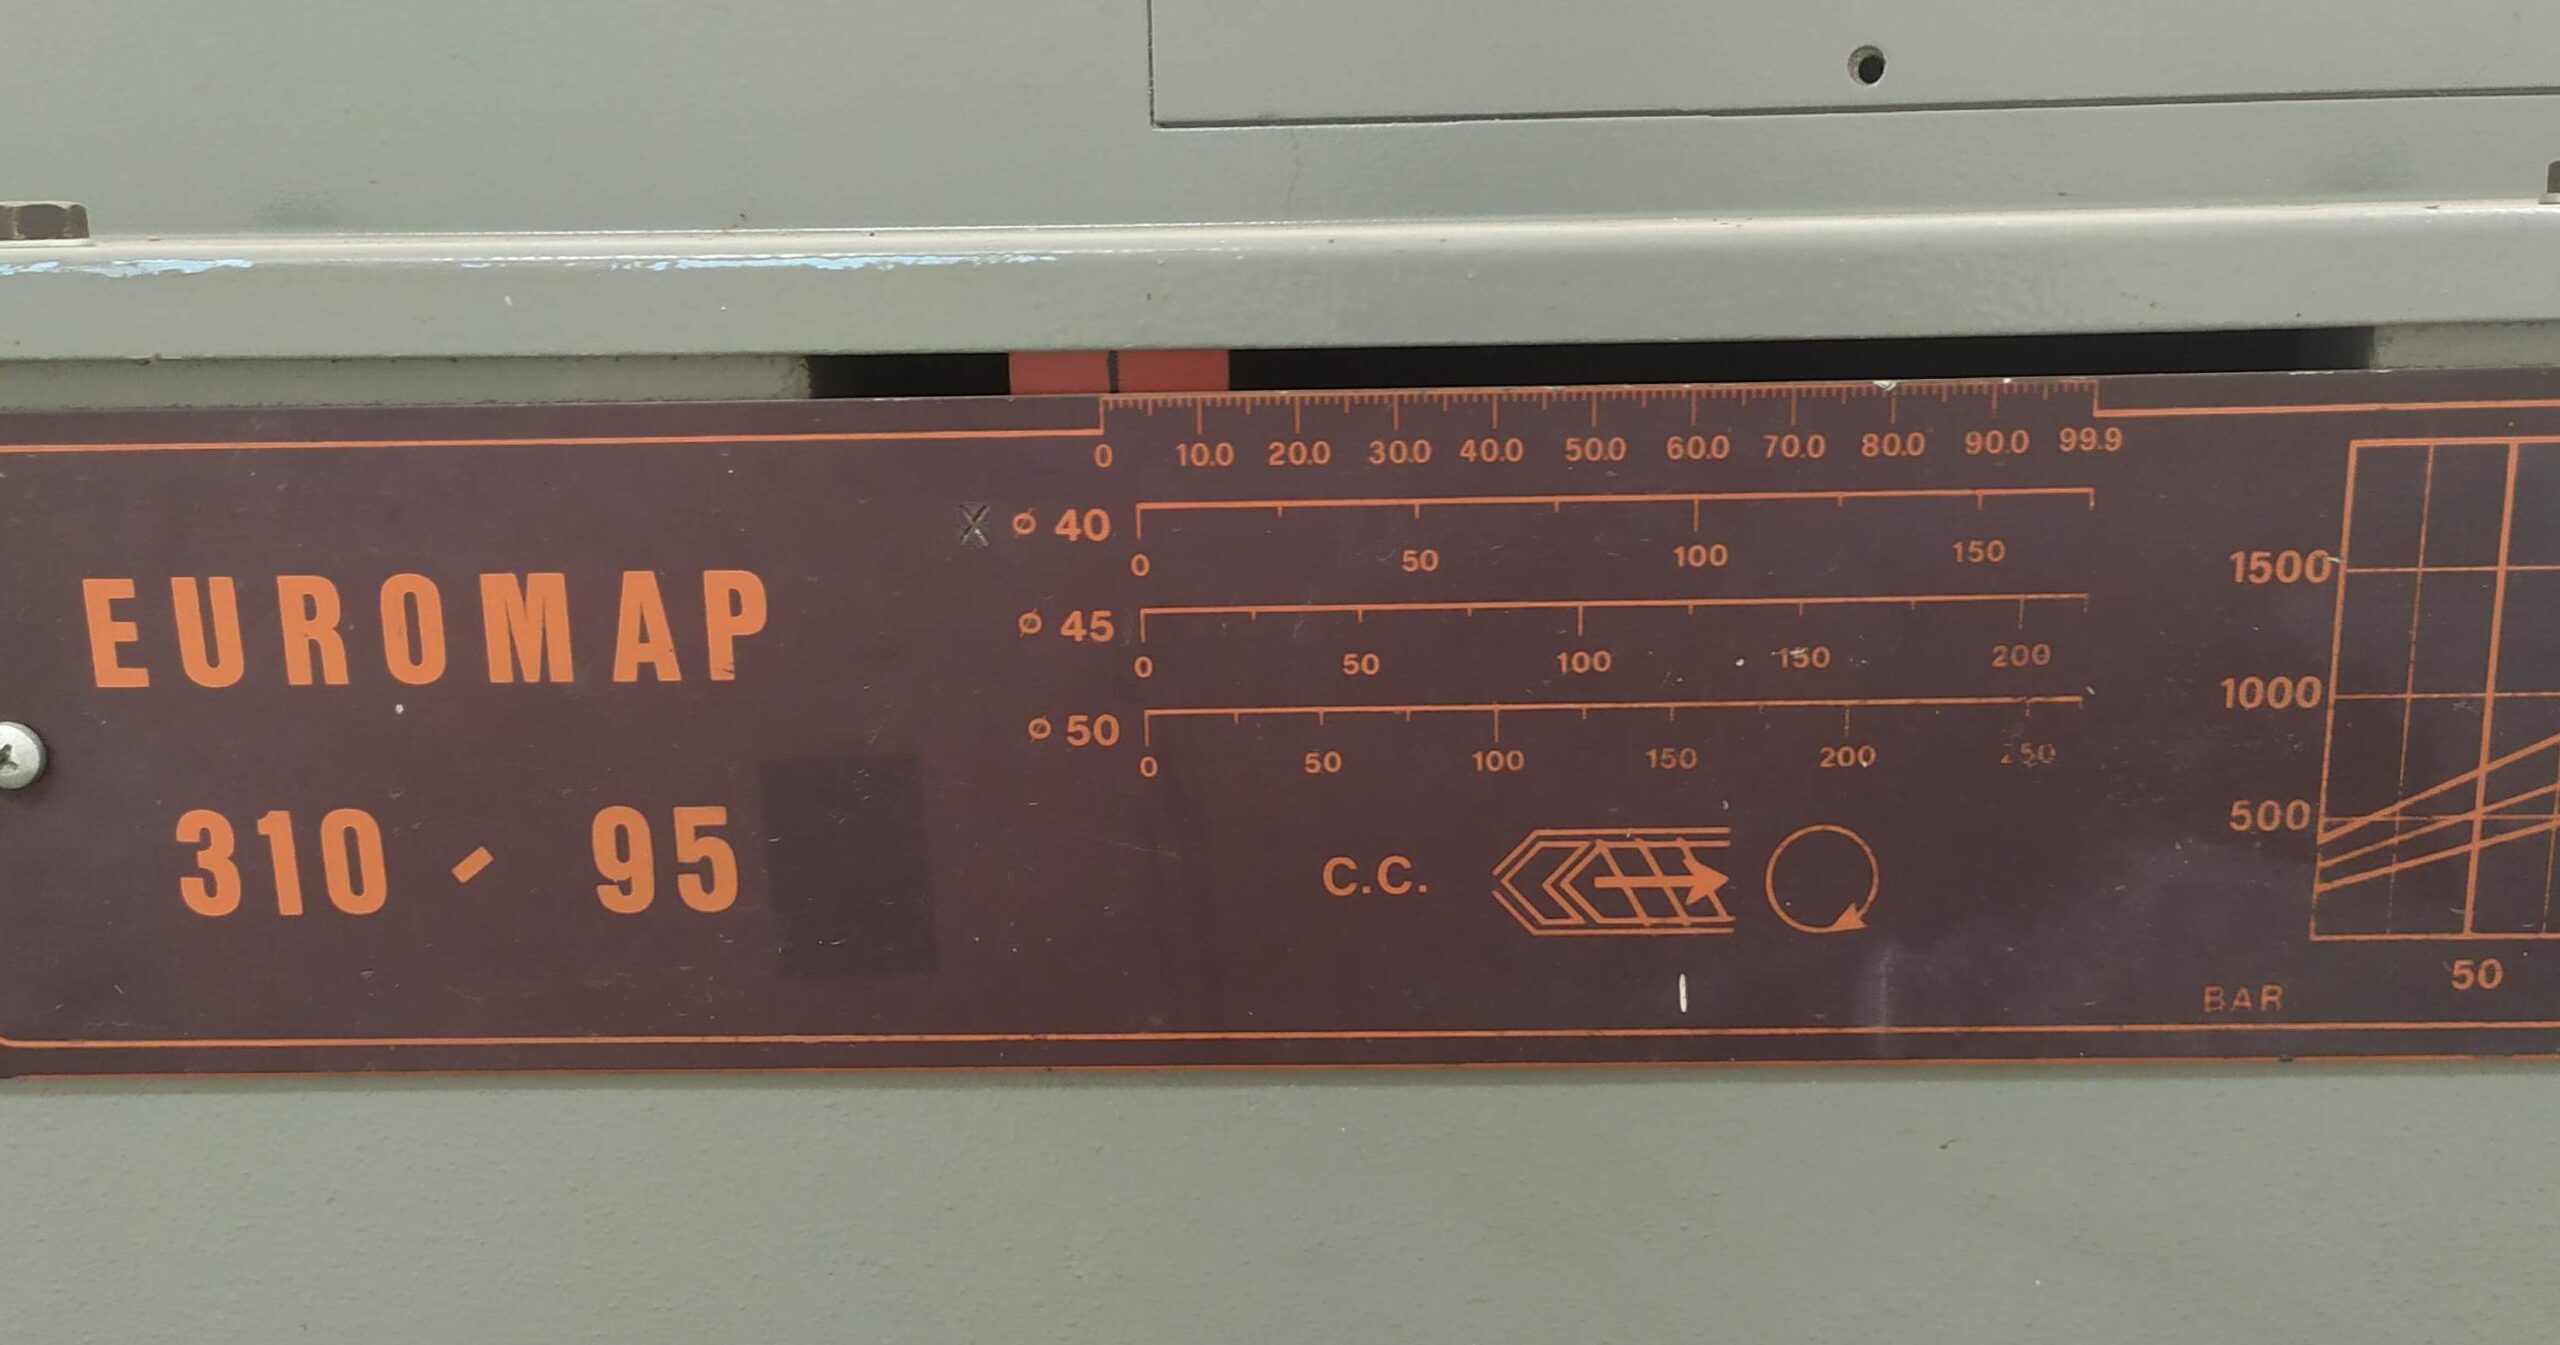 0 10.0 20.0 30.0 40.0 50.0 60.0 70.0 80.0 90.0 99.9
X ø 40
0 50 100 150
ø 45
0 50 100 150 200
ø 50
0 50 100 150 200 250
EUROMAP
310 - 95
C.C.
1500
1000
500
50
BAR